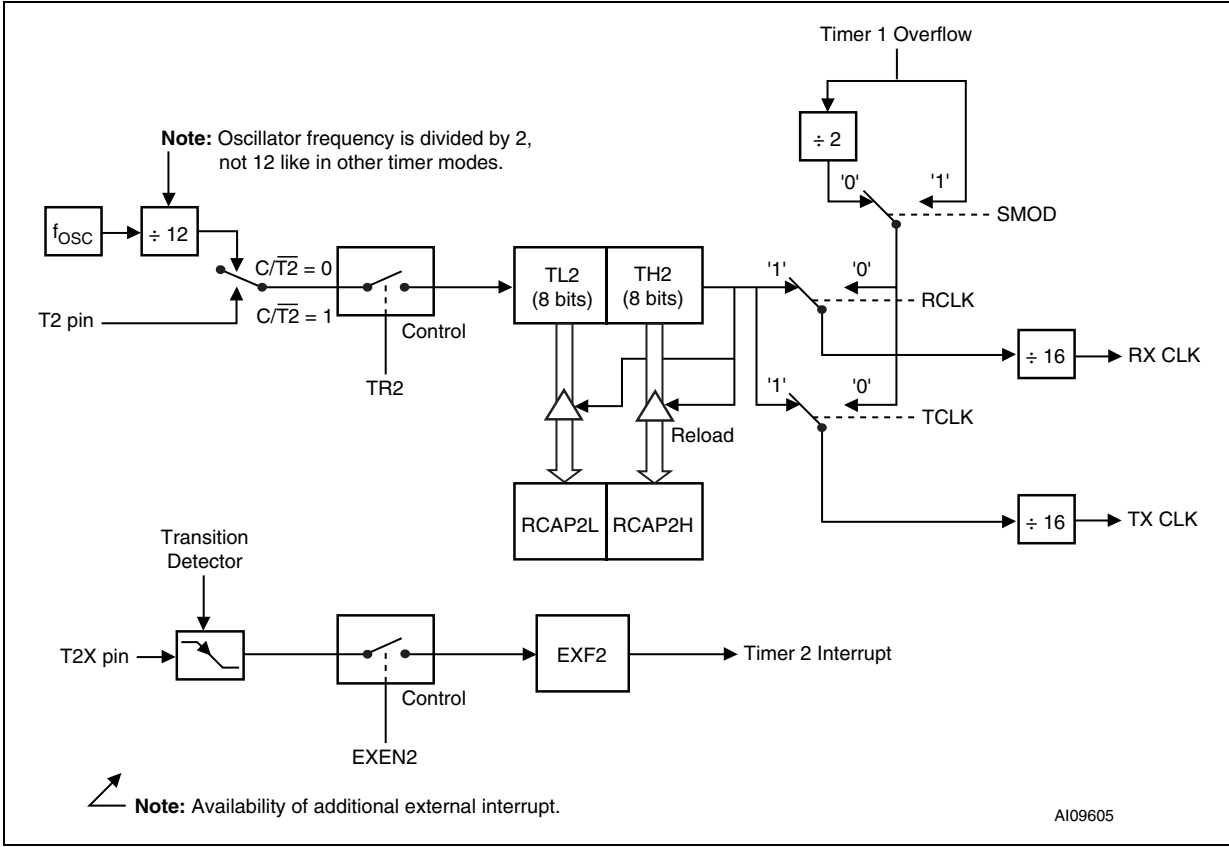 Timer 1 Overflow
Note: Oscillator frequency is divided by 2,
not 12 like in other timer modes.
÷ 2
'0'
'1'
SMOD
fOSC
÷ 12
C/T2̅ = 0
T2 pin
C/T2̅ = 1
Control
TR2
TL2
(8 bits)
TH2
(8 bits)
'1'
'0'
RCLK
÷ 16
RX CLK
'1'
'0'
TCLK
Reload
RCAP2L
RCAP2H
÷ 16
TX CLK
Transition
Detector
T2X pin
Control
EXEN2
EXF2
Timer 2 Interrupt
Note: Availability of additional external interrupt.
AI09605